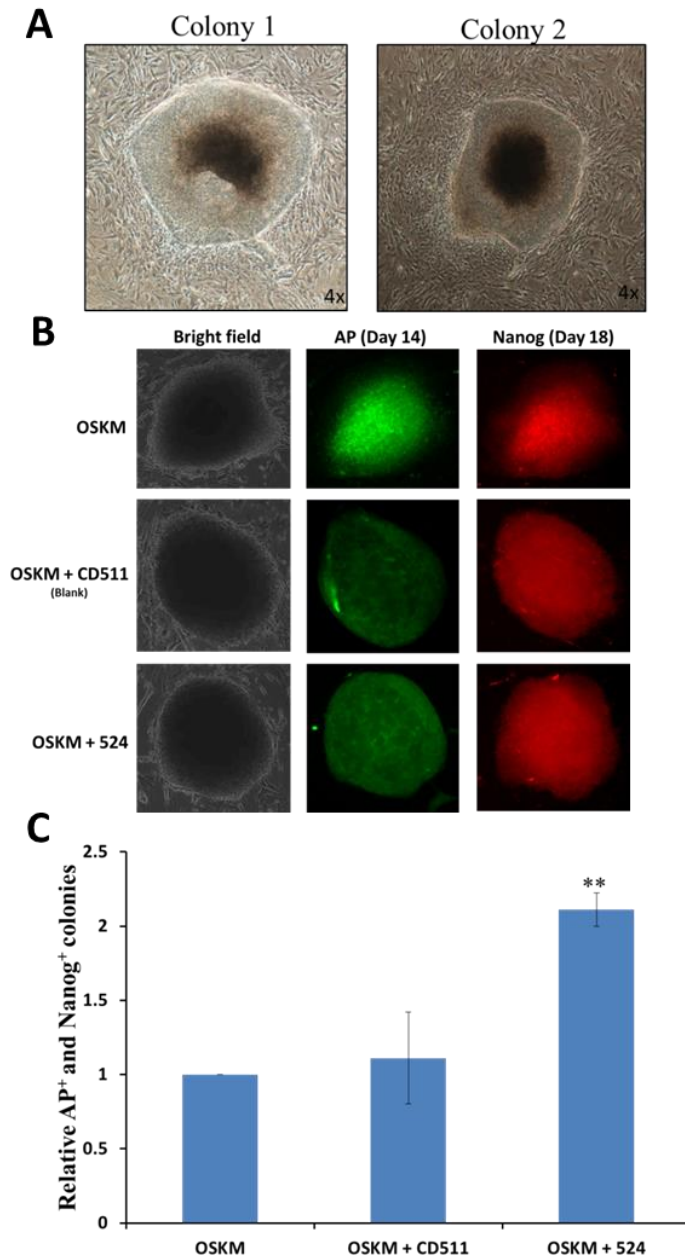 A
Colony 1
Colony 2
4x
4x
B
Bright field
AP (Day 14)
Nanog (Day 18)
OSKM
OSKM + CD511
(Blank)
OSKM + 524
C
Relative AP⁺ and Nanog⁺ colonies
2.5
2
1.5
1
0.5
0
**
OSKM
OSKM + CD511
OSKM + 524